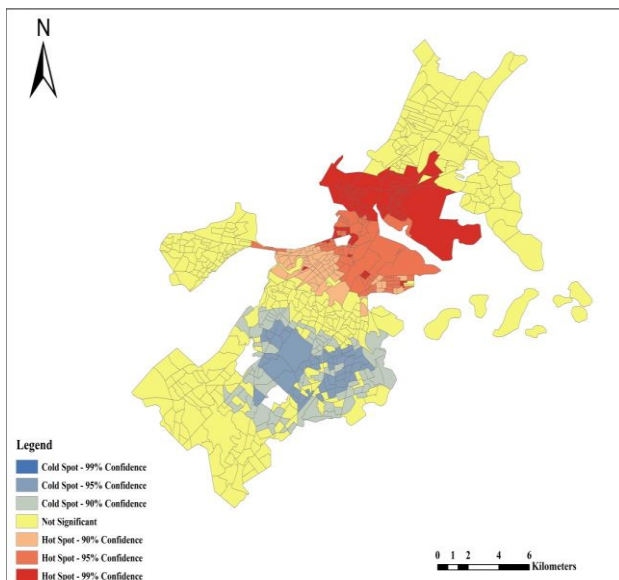 N
Legend
Cold Spot - 99% Confidence
Cold Spot - 95% Confidence
Cold Spot - 90% Confidence
Not Significant
Hot Spot - 90% Confidence
Hot Spot - 95% Confidence
Hot Spot - 99% Confidence
0 1 2 4 6
Kilometers